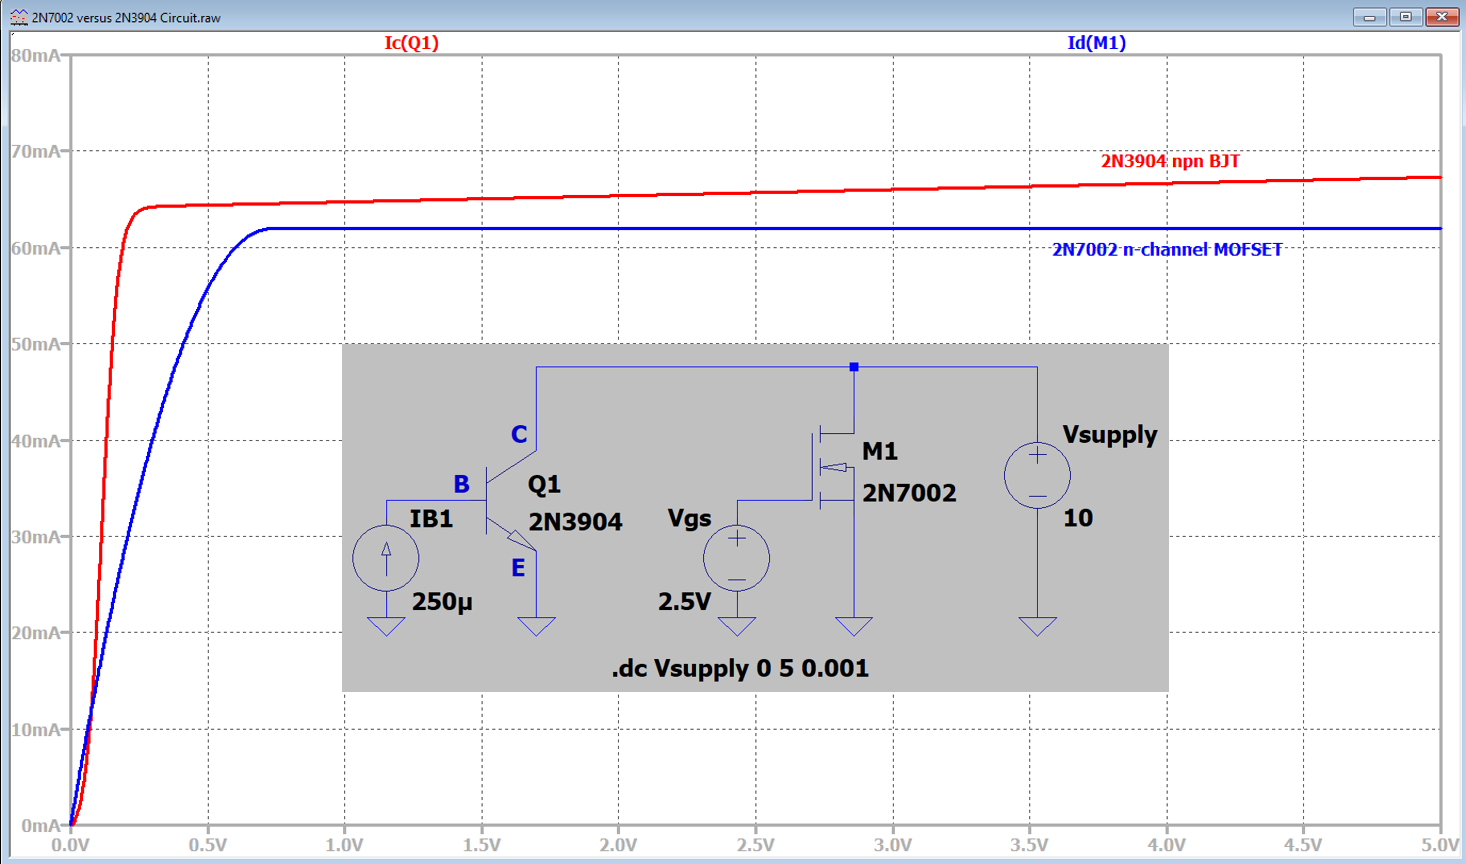 2N7002 versus 2N3904 Circuit.raw
Ic(Q1)
Id(M1)
80mA
70mA
60mA
50mA
40mA
30mA
20mA
10mA
0mA
2N3904 npn BJT
2N7002 n-channel MOFSET
C
B
E
IB1
250µ
Q1
2N3904
Vgs
2.5V
M1
2N7002
Vsupply
10
.dc Vsupply 0 5 0.001
0.0V
0.5V
1.0V
1.5V
2.0V
2.5V
3.0V
3.5V
4.0V
4.5V
5.0V